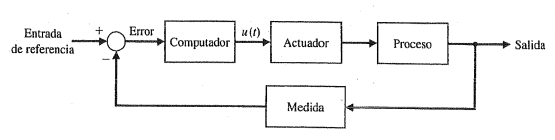 Entrada
de referencia
+
−
Error
Computador
u(t)
Actuador
Proceso
Salida
Medida